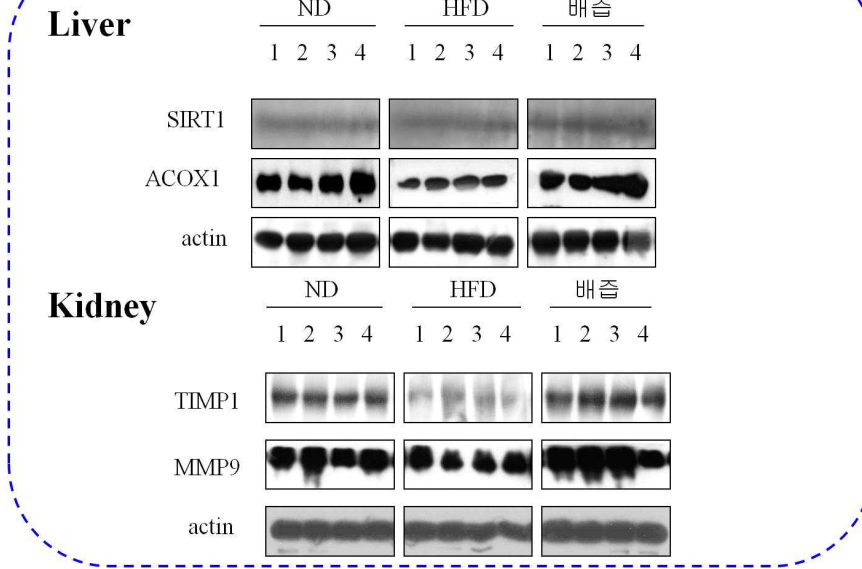 Liver
ND HFD 배즙
1 2 3 4 1 2 3 4 1 2 3 4
SIRT1
ACOX1
actin
Kidney
ND HFD 배즙
1 2 3 4 1 2 3 4 1 2 3 4
TIMP1
MMP9
actin